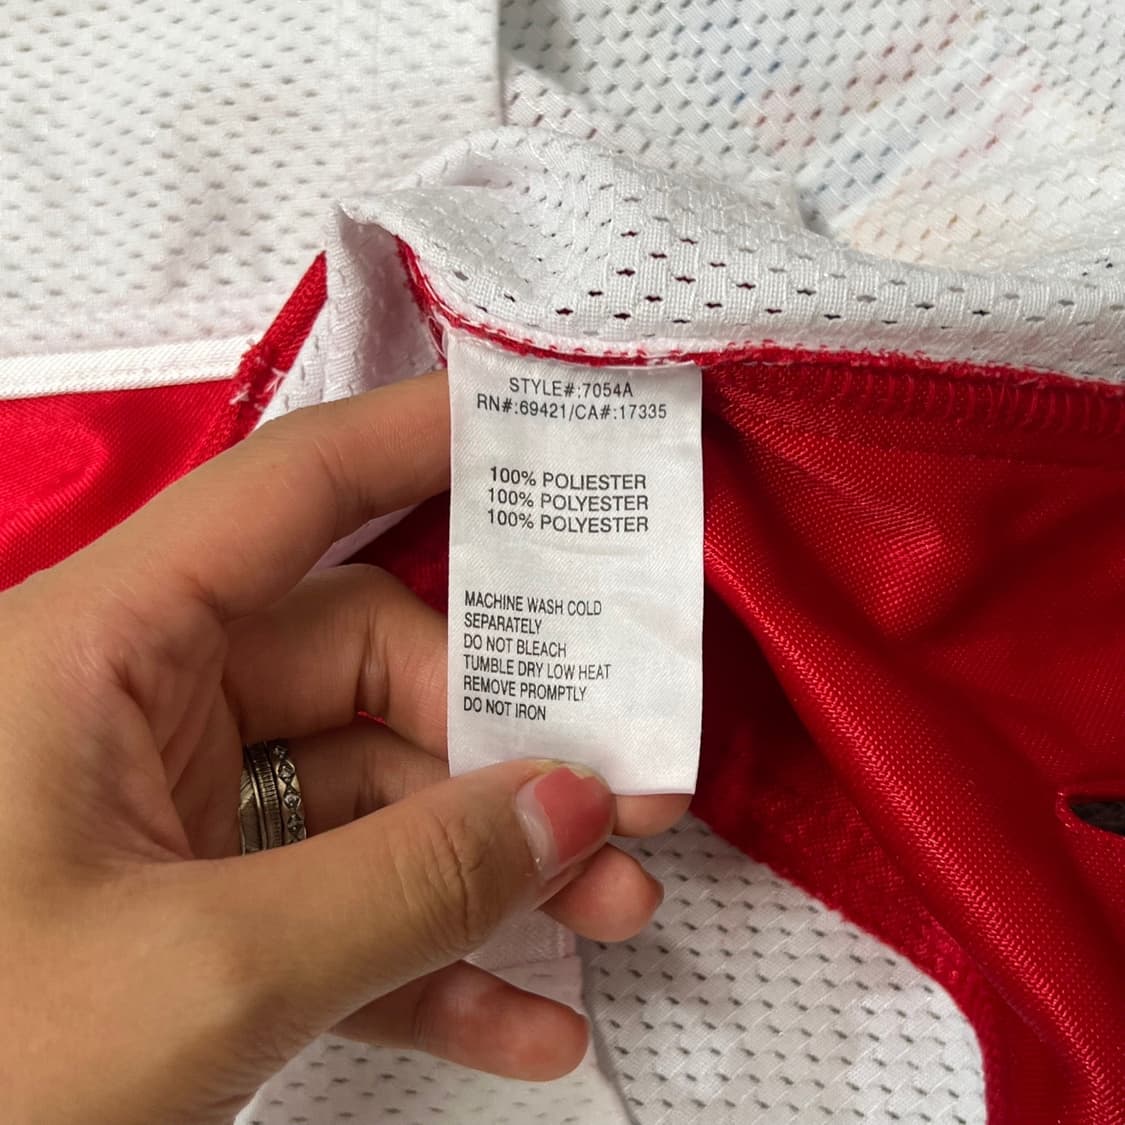 STYLE#:7054A
RN#:69421/CA#:17335
100% POLIESTER
100% POLYESTER
100% POLYESTER
MACHINE WASH COLD
SEPARATELY
DO NOT BLEACH
TUMBLE DRY LOW HEAT
REMOVE PROMPTLY
DO NOT IRON